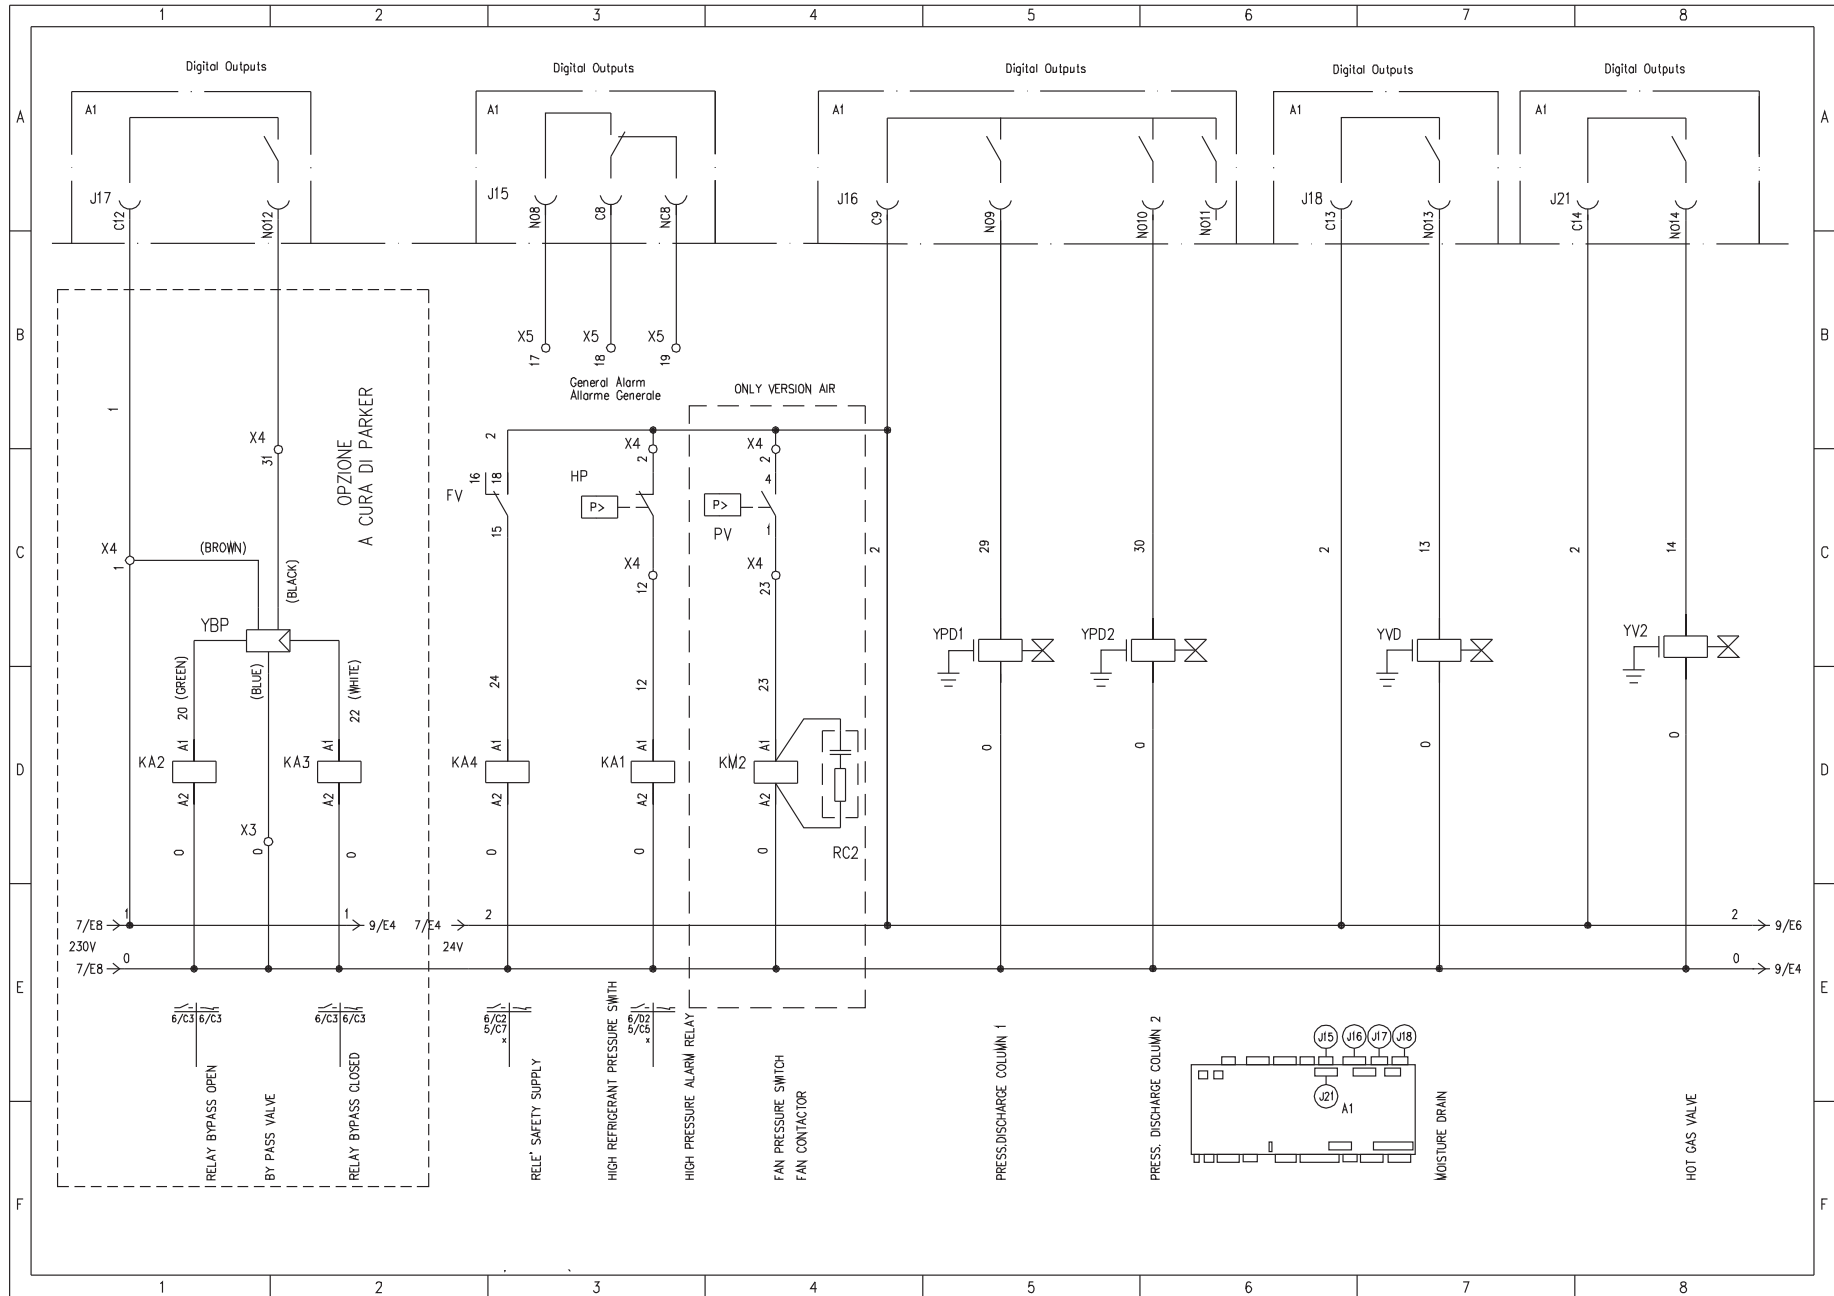 1 2 3 4 5 6 7 8
Digital Outputs
Digital Outputs
Digital Outputs
Digital Outputs
Digital Outputs
A
A1
A1
A1
A1
A1
A
J17
C12
NO12
J15
NO8
C8
NC8
J16
C9
NO9
NO10
NO11
J18
C13
NO13
J21
C14
NO14
B
B
X5
17
X5
18
X5
19
General Alarm
Allarme Generale
ONLY VERSION AIR
1
X4
31
OPZIONE
A CURA DI PARKER
2
X4
2
X4
2
C
C
FV
16
18
15
HP
P>
P>
PV
4
1
X4
1
(BROWN)
(BLACK)
X4
12
X4
23
2
29
30
2
13
2
14
YBP
YPD1
YPD2
YVD
YV2
20 (GREEN)
(BLUE)
22 (WHITE)
24
12
23
0
0
0
0
D
D
KA2
A1
A2
KA3
A1
A2
KA4
A1
A2
KA1
A1
A2
KM2
A1
A2
RC2
X3
0
0
0
0
0
0
7/E8
1
1
9/E4
7/E4
2
2
9/E6
230V
24V
7/E8
0
0
9/E4
E
E
6/C3
6/C3
6/C3
6/C3
6/C2
5/C7
x
6/D2
5/C5
x
RELAY BYPASS OPEN
BY PASS VALVE
RELAY BYPASS CLOSED
RELE' SAFETY SUPPLY
HIGH REFRIGERANT PRESSURE SWITH
HIGH PRESSURE ALARM RELAY
FAN PRESSURE SWITCH
FAN CONTACTOR
PRESS.DISCHARGE COLUMN 1
PRESS. DISCHARGE COLUMN 2
J15
J16
J17
J18
J21
A1
MOISTURE DRAIN
HOT GAS VALVE
F
F
1 2 3 4 5 6 7 8